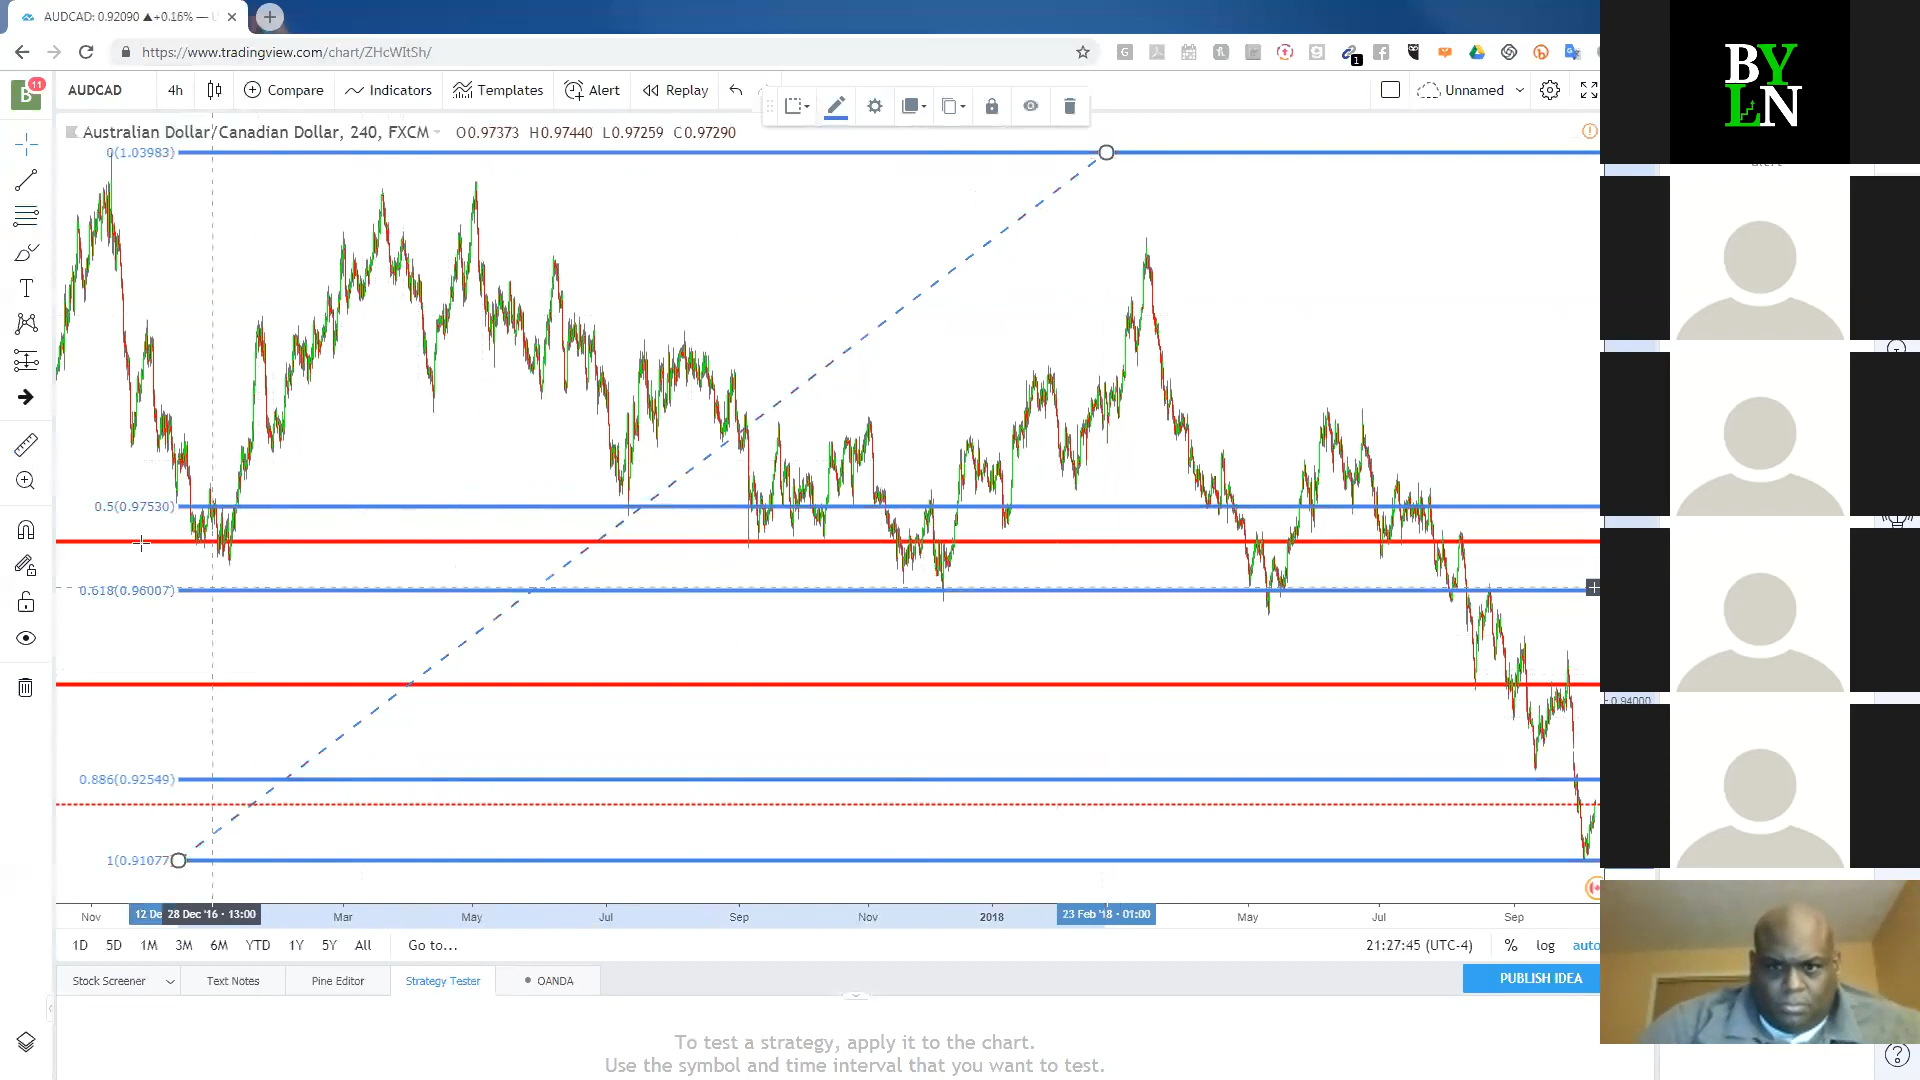 AUDCAD: 0.92090 ▲+0.16% —
https://www.tradingview.com/chart/ZHcWItSh/
1
11
B
AUDCAD 4h Compare Indicators Templates Alert Replay Unnamed
Australian Dollar/Canadian Dollar, 240, FXCM O0.97373 H0.97440 L0.97259 C0.97290
0(1.03983)
0.5(0.97530)
0.618(0.96007)
0.94000
0.886(0.92549)
1(0.91077)
Nov 12 De 28 Dec '16 · 13:00 Mar May Jul Sep Nov 2018 23 Feb '18 · 01:00 May Jul Sep
1D 5D 1M 3M 6M YTD 1Y 5Y All Go to... 21:27:45 (UTC-4) % log auto
Stock Screener Text Notes Pine Editor Strategy Tester OANDA PUBLISH IDEA
To test a strategy, apply it to the chart.
Use the symbol and time interval that you want to test.
BY
LN